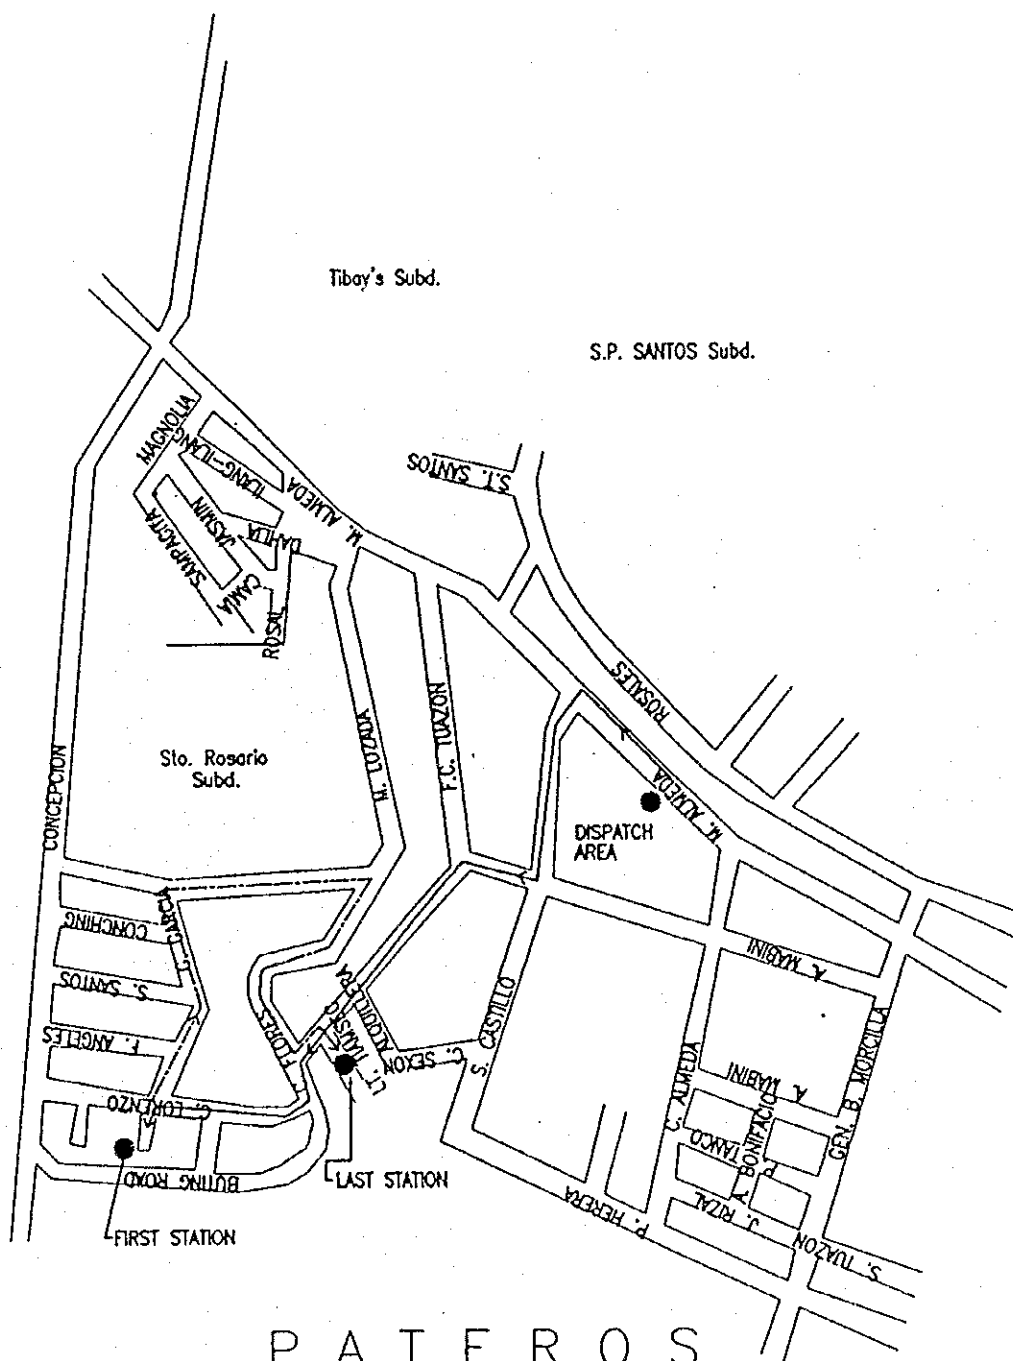 Tibay's Subd.
S.P. SANTOS Subd.
MAGNOLIA
ILANG-ILANG
M. ALMEDA
S.T. SANTOS
JASMIN
SAMPAGITA
DAHLIA
CAMIA
ROSAL
ROSALES
CONCEPCION
Sto. Rosario
Subd.
M. LOZADA
F.C. TUAZON
M. ALMEDA
DISPATCH
AREA
CONCHING
J. GARCIA
S. SANTOS
F. ANGELES
C. LORENZO
BUTING ROAD
FIRST STATION
FLORES
LAST STATION
C. SEXON
S. CASTILLO
A. MABINI
A. MABINI
C. ALMEDA
GEN. B. MORCILLA
TANCO
A. BONIFACIO
J. RIZAL
P. HERERA
S. TUAZON
PATEROS